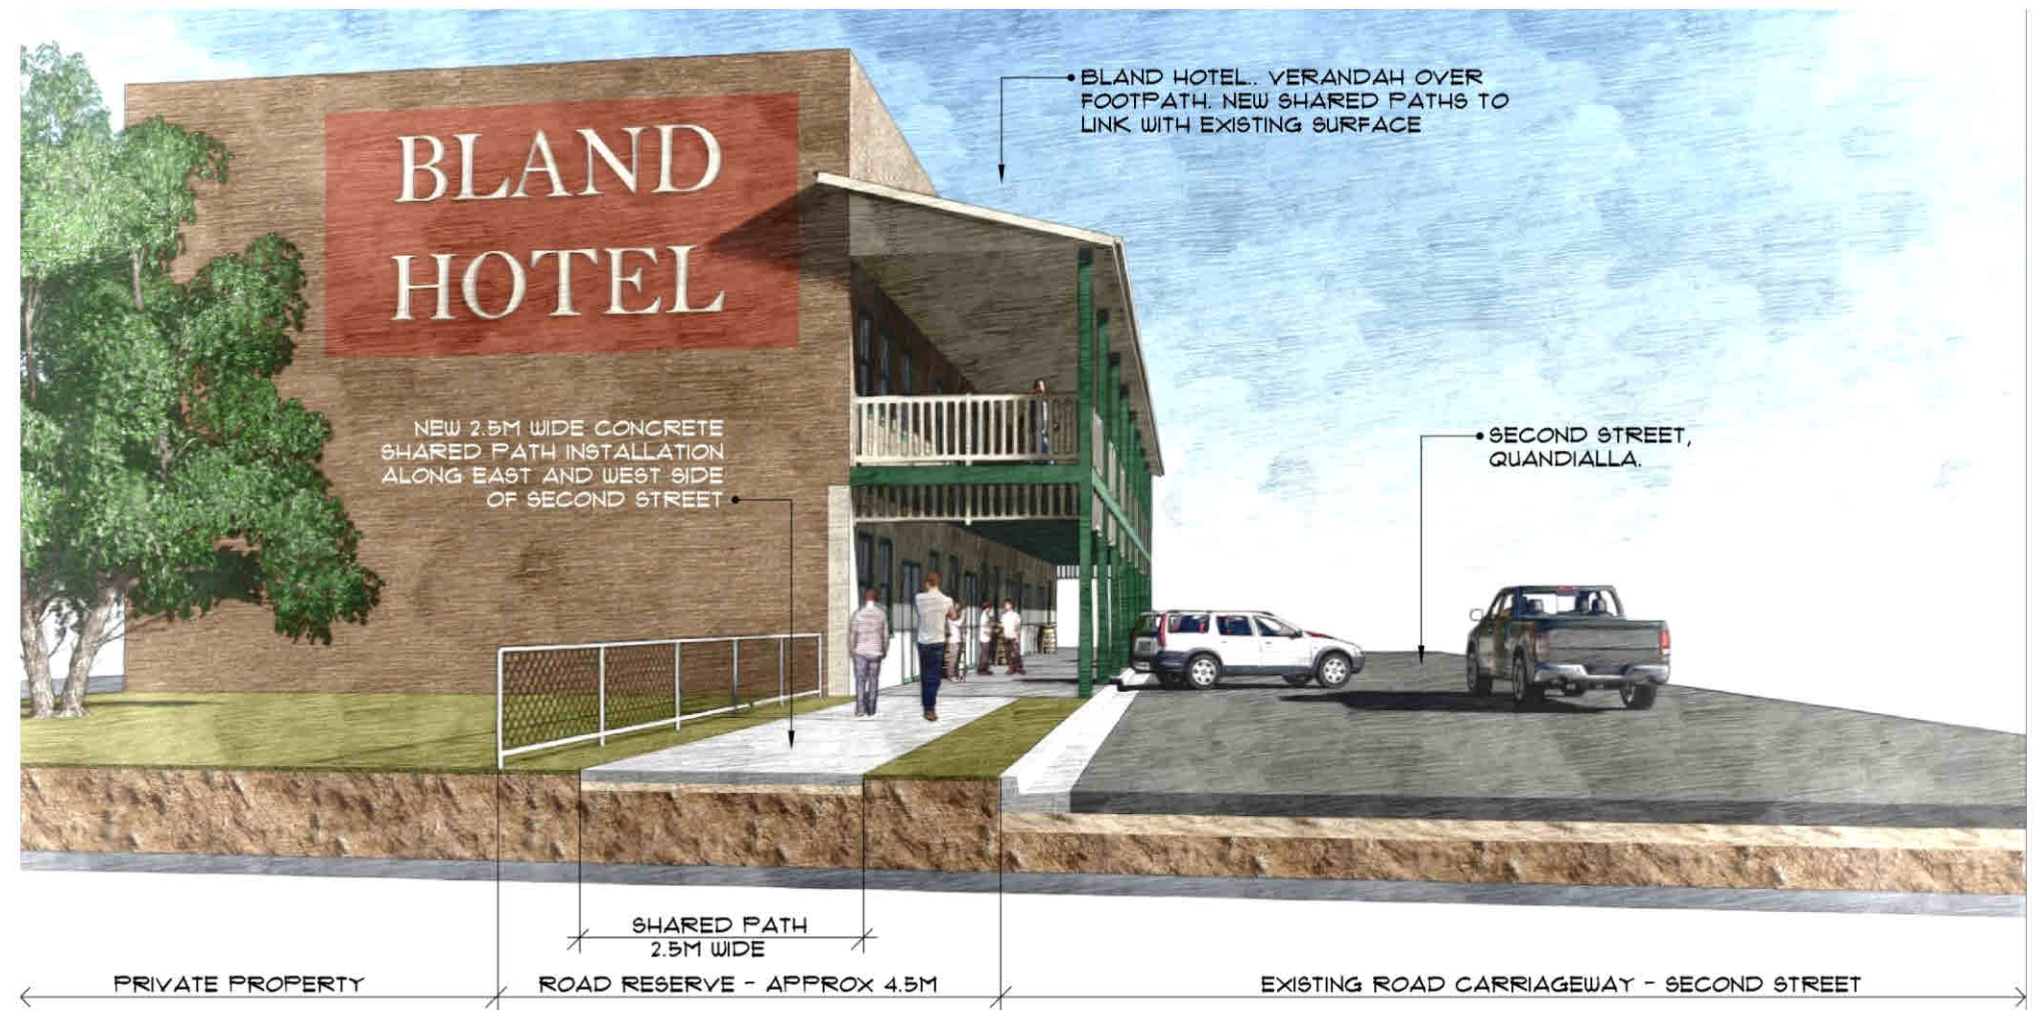 BLAND
HOTEL
BLAND HOTEL.. VERANDAH OVER
FOOTPATH. NEW SHARED PATHS TO
LINK WITH EXISTING SURFACE
NEW 2.5M WIDE CONCRETE
SHARED PATH INSTALLATION
ALONG EAST AND WEST SIDE
OF SECOND STREET
SECOND STREET,
QUANDIALLA.
SHARED PATH
2.5M WIDE
PRIVATE PROPERTY
ROAD RESERVE - APPROX 4.5M
EXISTING ROAD CARRIAGEWAY - SECOND STREET